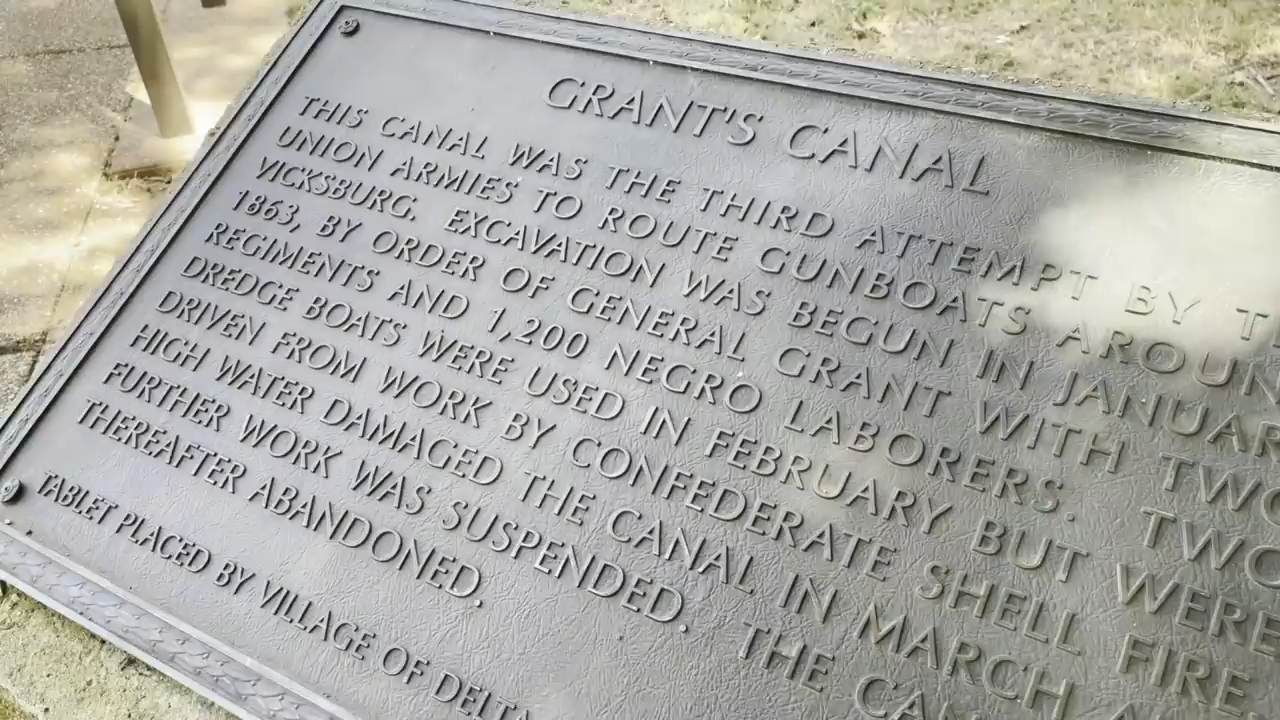 GRANT'S CANAL
THIS CANAL WAS THE THIRD ATTEMPT BY T
UNION ARMIES TO ROUTE GUNBOATS AROUN
VICKSBURG. EXCAVATION WAS BEGUN IN JANUAR
1863, BY ORDER OF GENERAL GRANT WITH TWO
REGIMENTS AND 1,200 NEGRO LABORERS. TWO
DREDGE BOATS WERE USED IN FEBRUARY BUT WERE
DRIVEN FROM WORK BY CONFEDERATE SHELL FIRE.
HIGH WATER DAMAGED THE CANAL IN MARCH A
FURTHER WORK WAS SUSPENDED. THE CAN
THEREAFTER ABANDONED.
TABLET PLACED BY VILLAGE OF DELTA